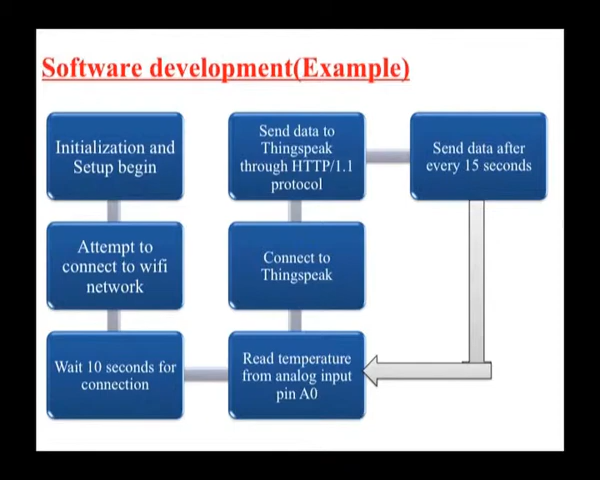 Software development(Example)
Initialization and
Setup begin
Attempt to
connect to wifi
network
Wait 10 seconds for
connection
Read temperature
from analog input
pin A0
Connect to
Thingspeak
Send data to
Thingspeak
through HTTP/1.1
protocol
Send data after
every 15 seconds